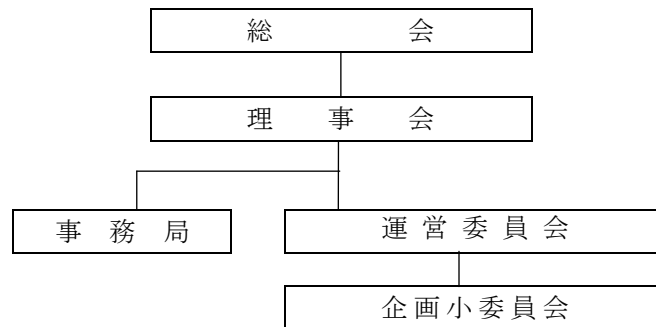 総会
理事会
事務局
運営委員会
企画小委員会